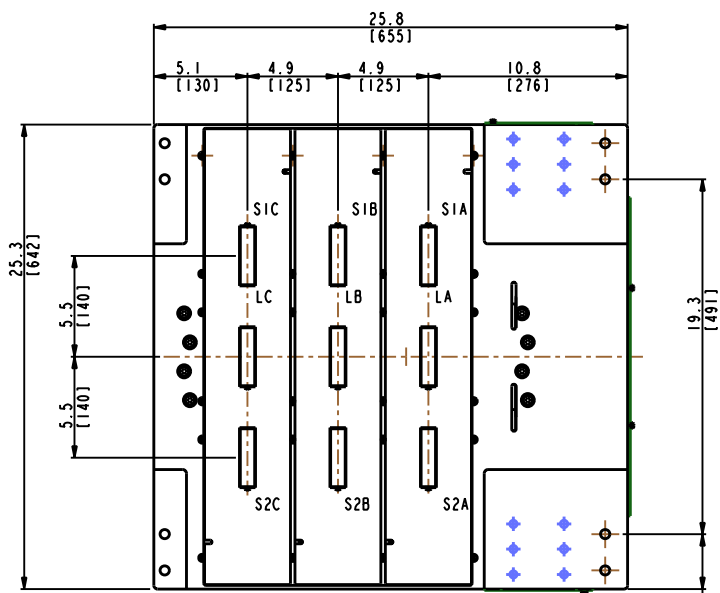 25.8
[655]
5.1
[130]
4.9
[125]
4.9
[125]
10.8
[276]
S1C
S1B
S1A
25.3
[642]
5.5
[140]
LC
LB
LA
19.3
[491]
5.5
[140]
S2C
S2B
S2A